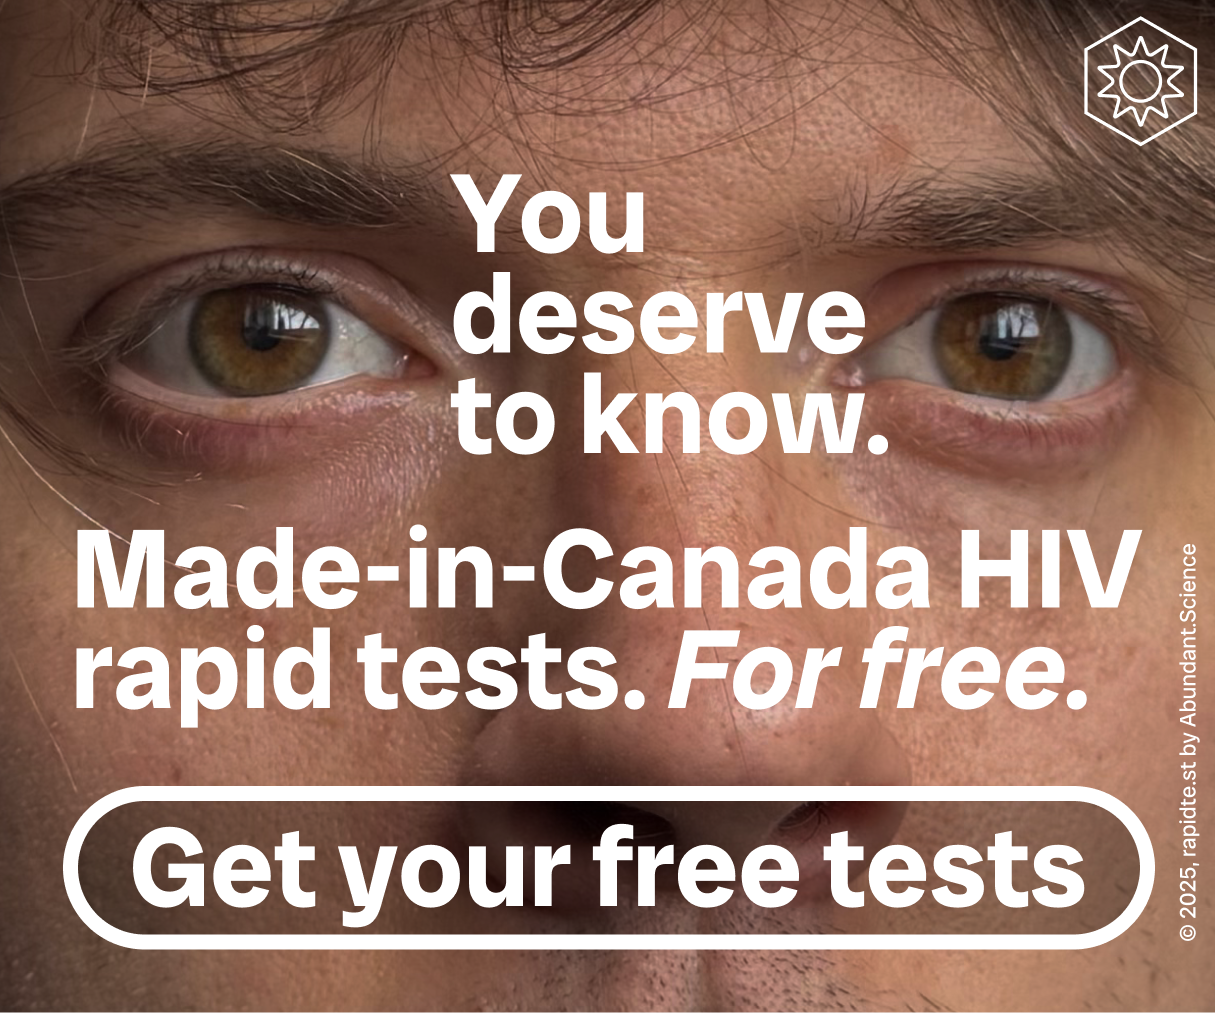 You
deserve
to know.
Made-in-Canada HIV
rapid tests. For free.
Get your free tests
© 2025, rapidte.st by Abundant.Science